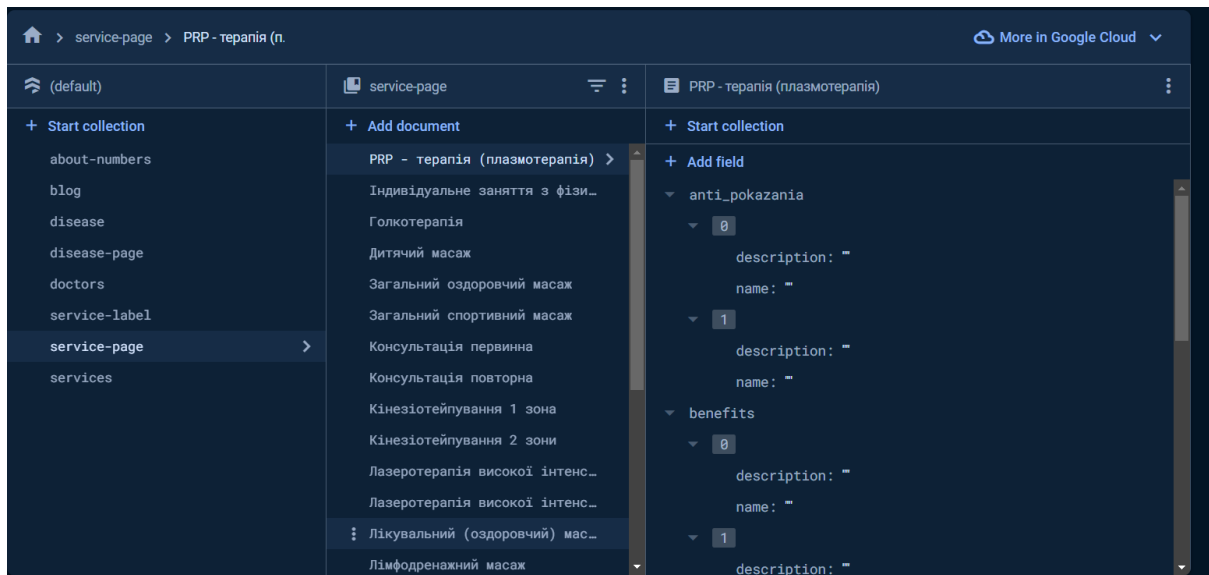 service-page
PRP - терапія (п.
More in Google Cloud
(default)
service-page
PRP - терапія (плазмотерапія)
+ Start collection
+ Add document
+ Start collection
about-numbers
blog
disease
disease-page
doctors
service-label
service-page
services
PRP - терапія (плазмотерапія)
Індивідуальне заняття з фізи…
Голкотерапія
Дитячий масаж
Загальний оздоровчий масаж
Загальний спортивний масаж
Консультація первинна
Консультація повторна
Кінезіотейпування 1 зона
Кінезіотейпування 2 зони
Лазеротерапія високої інтенс…
Лазеротерапія високої інтенс…
Лікувальний (оздоровчий) мас…
Лімфодренажний масаж
+ Add field
anti_pokazania
0
description: ""
name: ""
1
description: ""
name: ""
benefits
0
description: ""
name: ""
1
description: ""